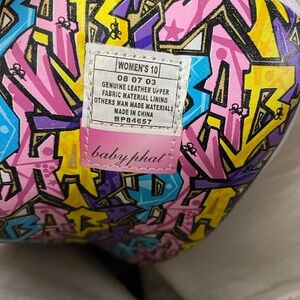 WOMEN'S 10
08 07 03
GENUINE LEATHER UPPER
FABRIC MATERIAL LINING
OTHERS MAN MADE MATERIALS
MADE IN CHINA
BP84657
baby phat